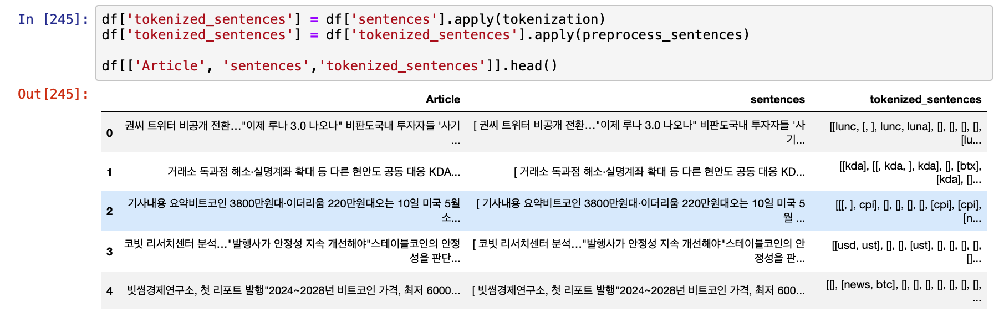 In [245]:
df['tokenized_sentences'] = df['sentences'].apply(tokenization)
df['tokenized_sentences'] = df['tokenized_sentences'].apply(preprocess_sentences)
df[['Article', 'sentences','tokenized_sentences']].head()
Out[245]:
Article sentences tokenized_sentences
0 권씨 트위터 비공개 전환…"이제 루나 3.0 나오나" 비판도국내 투자자들 '사기 ... [ 권씨 트위터 비공개 전환…"이제 루나 3.0 나오나" 비판도국내 투자자들 '사기... [[lunc, [, ], lunc, luna], [], [], [], [], [lu...
1 거래소 독과점 해소·실명계좌 확대 등 다른 현안도 공동 대응 KDA... [ 거래소 독과점 해소·실명계좌 확대 등 다른 현안도 공동 대응 KD... [[kda], [[, kda, ], kda], [], [btx], [kda], []...
2 기사내용 요약비트코인 3800만원대·이더리움 220만원대오는 10일 미국 5월 소... [ 기사내용 요약비트코인 3800만원대·이더리움 220만원대오는 10일 미국 5월 ... [[[, ], cpi], [], [], [], [], [cpi], [cpi], [n...
3 코빗 리서치센터 분석…"발행사가 안정성 지속 개선해야"스테이블코인의 안정성을 판단... [ 코빗 리서치센터 분석…"발행사가 안정성 지속 개선해야"스테이블코인의 안정성을 판... [[usd, ust], [], [], [ust], [], [], [], [], []...
4 빗썸경제연구소, 첫 리포트 발행"2024~2028년 비트코인 가격, 최저 6000... [ 빗썸경제연구소, 첫 리포트 발행"2024~2028년 비트코인 가격, 최저 600... [[], [news, btc], [], [], [], [], [], [], [], ...